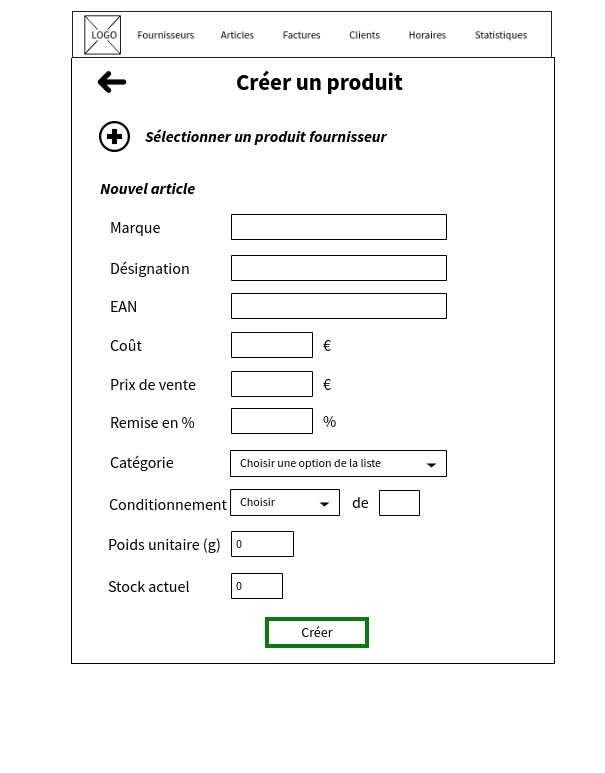 LOGO Fournisseurs Articles Factures Clients Horaires Statistiques
Créer un produit
Sélectionner un produit fournisseur
Nouvel article
Marque
Désignation
EAN
Coût €
Prix de vente €
Remise en % %
Catégorie Choisir une option de la liste
Conditionnement Choisir de
Poids unitaire (g) 0
Stock actuel 0
Créer